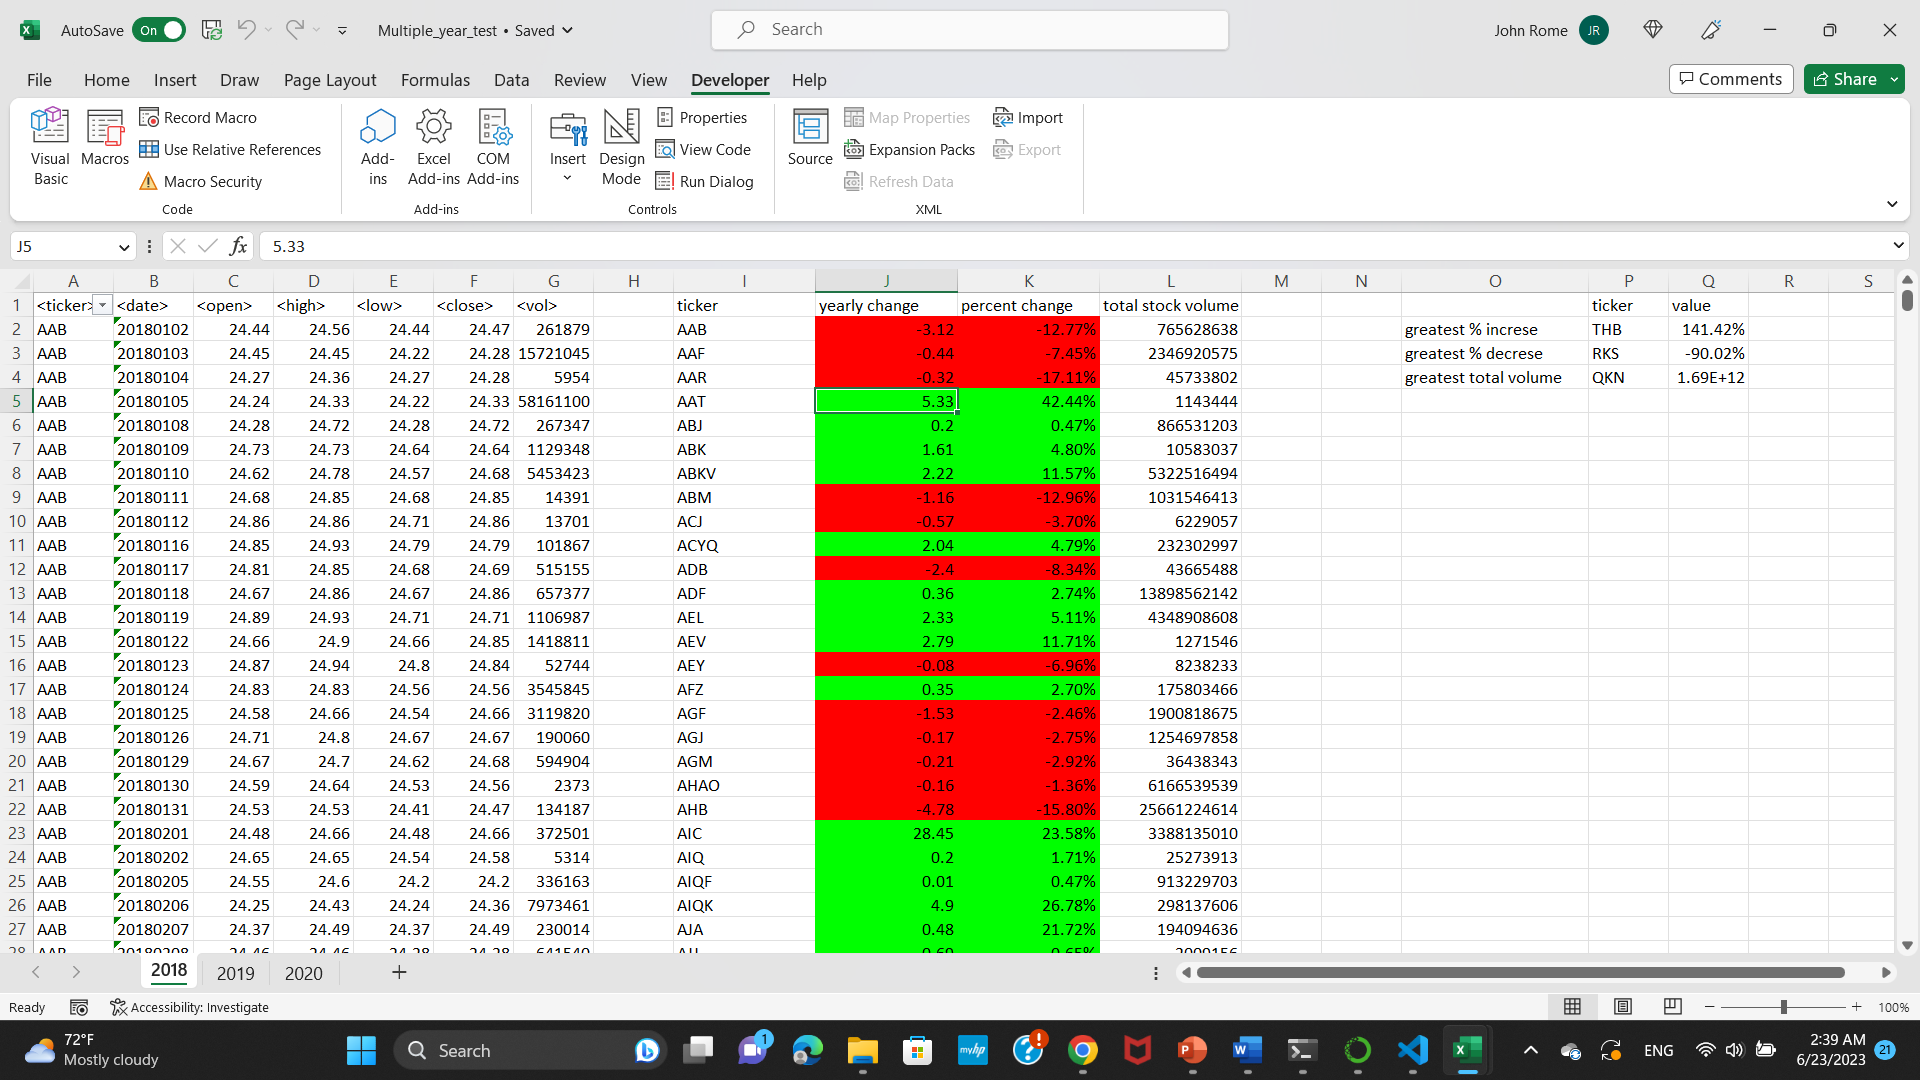 AutoSave On Multiple_year_test • Saved Search John Rome JR
File Home Insert Draw Page Layout Formulas Data Review View Developer Help Comments Share
Visual Basic
Macros
Record Macro
Use Relative References
Macro Security
Code
Add-ins
Excel Add-ins
COM Add-ins
Add-ins
Insert
Design Mode
Properties
View Code
Run Dialog
Controls
Source
Map Properties
Expansion Packs
Refresh Data
Import
Export
XML
J5 fx 5.33
A B C D E F G H I J K L M N O P Q R S
1 <ticker> <date> <open> <high> <low> <close> <vol> ticker yearly change percent change total stock volume ticker value
2 AAB 20180102 24.44 24.56 24.44 24.47 261879 AAB -3.12 -12.77% 765628638 greatest % increse THB 141.42%
3 AAB 20180103 24.45 24.45 24.22 24.28 15721045 AAF -0.44 -7.45% 2346920575 greatest % decrese RKS -90.02%
4 AAB 20180104 24.27 24.36 24.27 24.28 5954 AAR -0.32 -17.11% 45733802 greatest total volume QKN 1.69E+12
5 AAB 20180105 24.24 24.33 24.22 24.33 58161100 AAT 5.33 42.44% 1143444
6 AAB 20180108 24.28 24.72 24.28 24.72 267347 ABJ 0.2 0.47% 866531203
7 AAB 20180109 24.73 24.73 24.64 24.64 1129348 ABK 1.61 4.80% 10583037
8 AAB 20180110 24.62 24.78 24.57 24.68 5453423 ABKV 2.22 11.57% 5322516494
9 AAB 20180111 24.68 24.85 24.68 24.85 14391 ABM -1.16 -12.96% 1031546413
10 AAB 20180112 24.86 24.86 24.71 24.86 13701 ACJ -0.57 -3.70% 6229057
11 AAB 20180116 24.85 24.93 24.79 24.79 101867 ACYQ 2.04 4.79% 232302997
12 AAB 20180117 24.81 24.85 24.68 24.69 515155 ADB -2.4 -8.34% 43665488
13 AAB 20180118 24.67 24.86 24.67 24.86 657377 ADF 0.36 2.74% 13898562142
14 AAB 20180119 24.89 24.93 24.71 24.71 1106987 AEL 2.33 5.11% 4348908608
15 AAB 20180122 24.66 24.9 24.66 24.85 1418811 AEV 2.79 11.71% 1271546
16 AAB 20180123 24.87 24.94 24.8 24.84 52744 AEY -0.08 -6.96% 8238233
17 AAB 20180124 24.83 24.83 24.56 24.56 3545845 AFZ 0.35 2.70% 175803466
18 AAB 20180125 24.58 24.66 24.54 24.66 3119820 AGF -1.53 -2.46% 1900818675
19 AAB 20180126 24.71 24.8 24.67 24.67 190060 AGJ -0.17 -2.75% 1254697858
20 AAB 20180129 24.67 24.7 24.62 24.68 594904 AGM -0.21 -2.92% 36438343
21 AAB 20180130 24.59 24.64 24.53 24.56 2373 AHAO -0.16 -1.36% 6166539539
22 AAB 20180131 24.53 24.53 24.41 24.47 134187 AHB -4.78 -15.80% 25661224614
23 AAB 20180201 24.48 24.66 24.48 24.66 372501 AIC 28.45 23.58% 3388135010
24 AAB 20180202 24.65 24.65 24.54 24.58 5314 AIQ 0.2 1.71% 25273913
25 AAB 20180205 24.55 24.6 24.2 24.2 336163 AIQF 0.01 0.47% 913229703
26 AAB 20180206 24.25 24.43 24.24 24.36 7973461 AIQK 4.9 26.78% 298137606
27 AAB 20180207 24.37 24.49 24.37 24.49 230014 AJA 0.48 21.72% 194094636
28 AAB 20180208
2018 2019 2020
Ready Accessibility: Investigate 100%
72°F
Mostly cloudy
Search
1
myhp
ENG
2:39 AM
6/23/2023
21